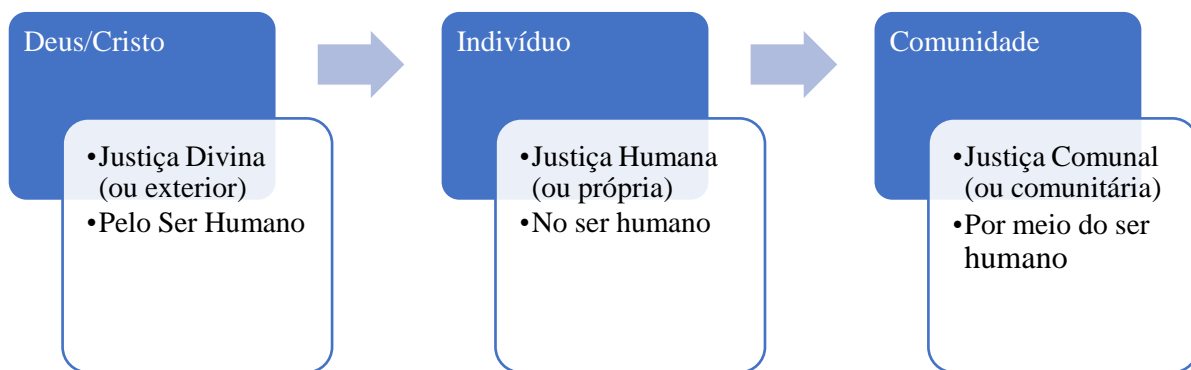 Deus/Cristo
•Justiça Divina
(ou exterior)
•Pelo Ser Humano
Indivíduo
•Justiça Humana
(ou própria)
•No ser humano
Comunidade
•Justiça Comunal
(ou comunitária)
•Por meio do ser
humano